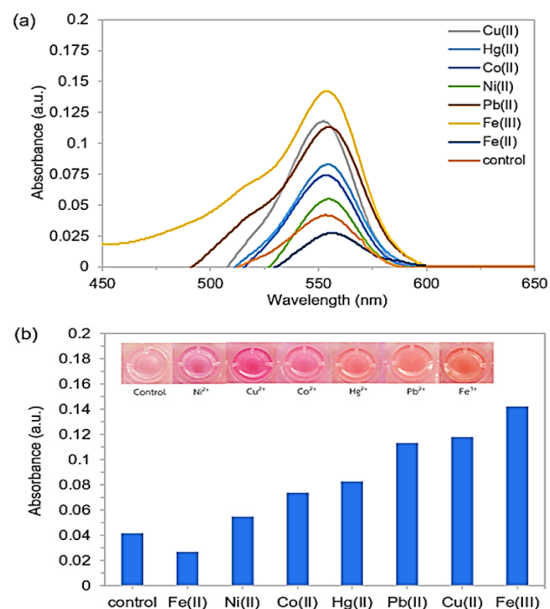 (a)
0.2
0.175
0.15
0.125
0.1
0.075
0.05
0.025
0
Absorbance (a.u.)
Cu(II)
Hg(II)
Co(II)
Ni(II)
Pb(II)
Fe(III)
Fe(II)
control
450 500 550 600 650
Wavelength (nm)
(b)
0.2
0.18
0.16
0.14
0.12
0.1
0.08
0.06
0.04
0.02
0
Absorbance (a.u.)
Control Ni²⁺ Cu²⁺ Co²⁺ Hg²⁺ Pb²⁺ Fe³⁺
control Fe(II) Ni(II) Co(II) Hg(II) Pb(II) Cu(II) Fe(III)